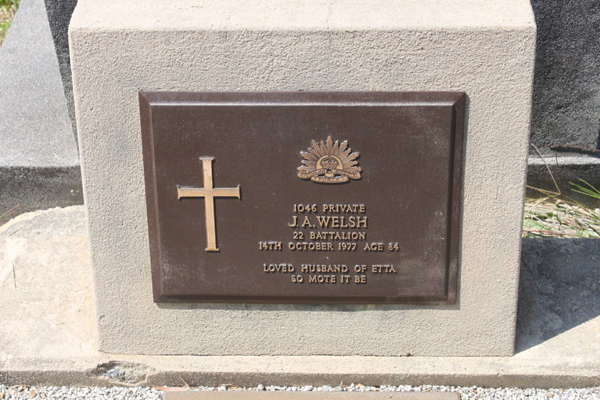 1046 PRIVATE
J. A. WELSH
22 BATTALION
14TH OCTOBER 1977 AGE 84
LOVED HUSBAND OF ETTA
SO MOTE IT BE